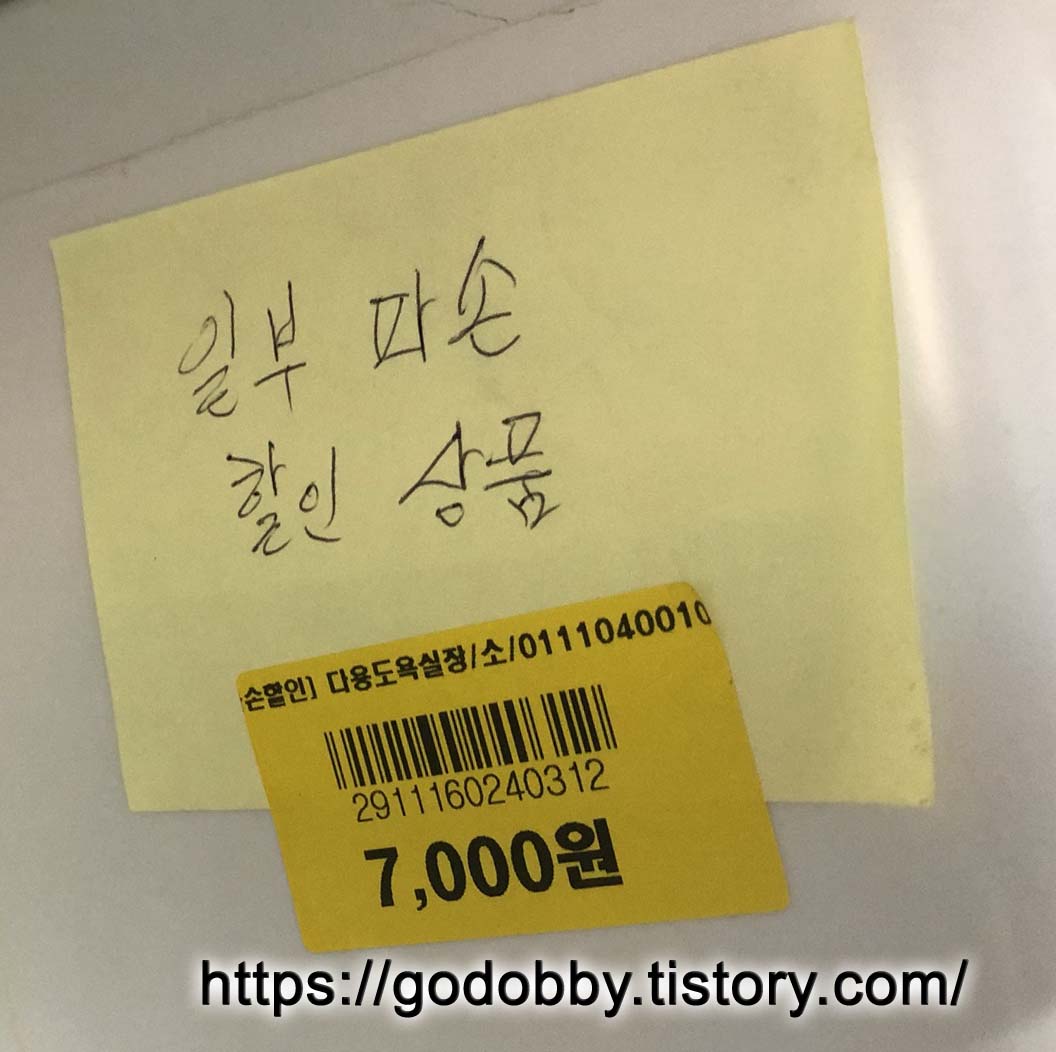 일부 파손
할인 상품
손할인] 다용도욕실장/소/0111040010
2911160240312
7,000원
https://godobby.tistory.com/